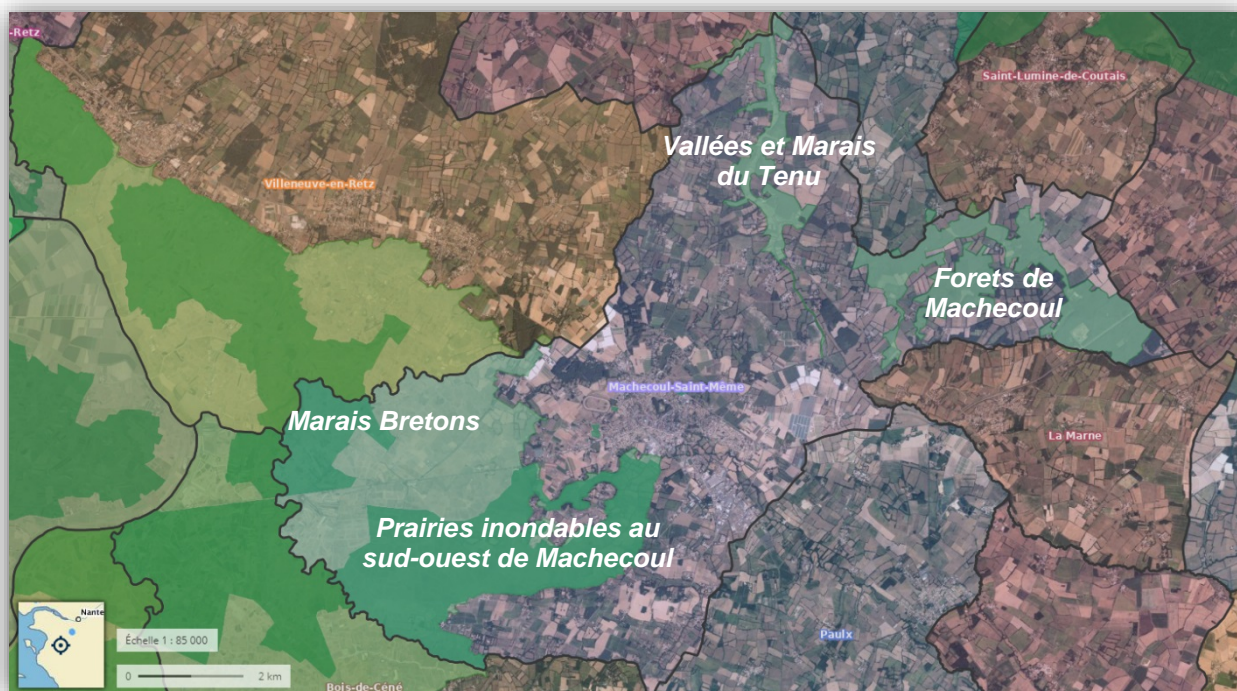 -Retz
Saint-Lumine-de-Coutais
Vallées et Marais
du Tenu
Villeneuve-en-Retz
Forets de
Machecoul
Machecoul-Saint-Même
Marais Bretons
La Marne
Prairies inondables au
sud-ouest de Machecoul
Nante
Échelle 1 : 85 000
Paulx
0 2 km
Bois-de-Céné